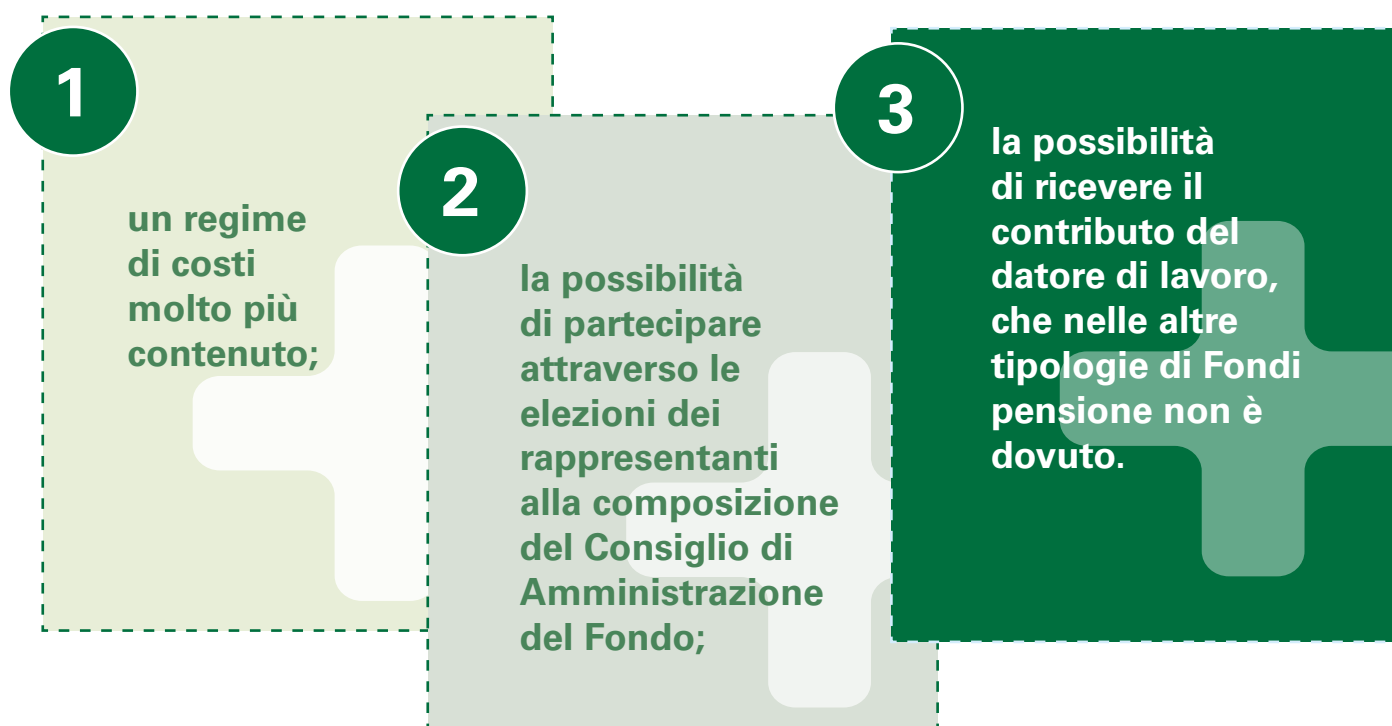 1
un regime
di costi
molto più
contenuto;
2
la possibilità
di partecipare
attraverso le
elezioni dei
rappresentanti
alla composizione
del Consiglio di
Amministrazione
del Fondo;
3
la possibilità
di ricevere il
contributo del
datore di lavoro,
che nelle altre
tipologie di Fondi
pensione non è
dovuto.